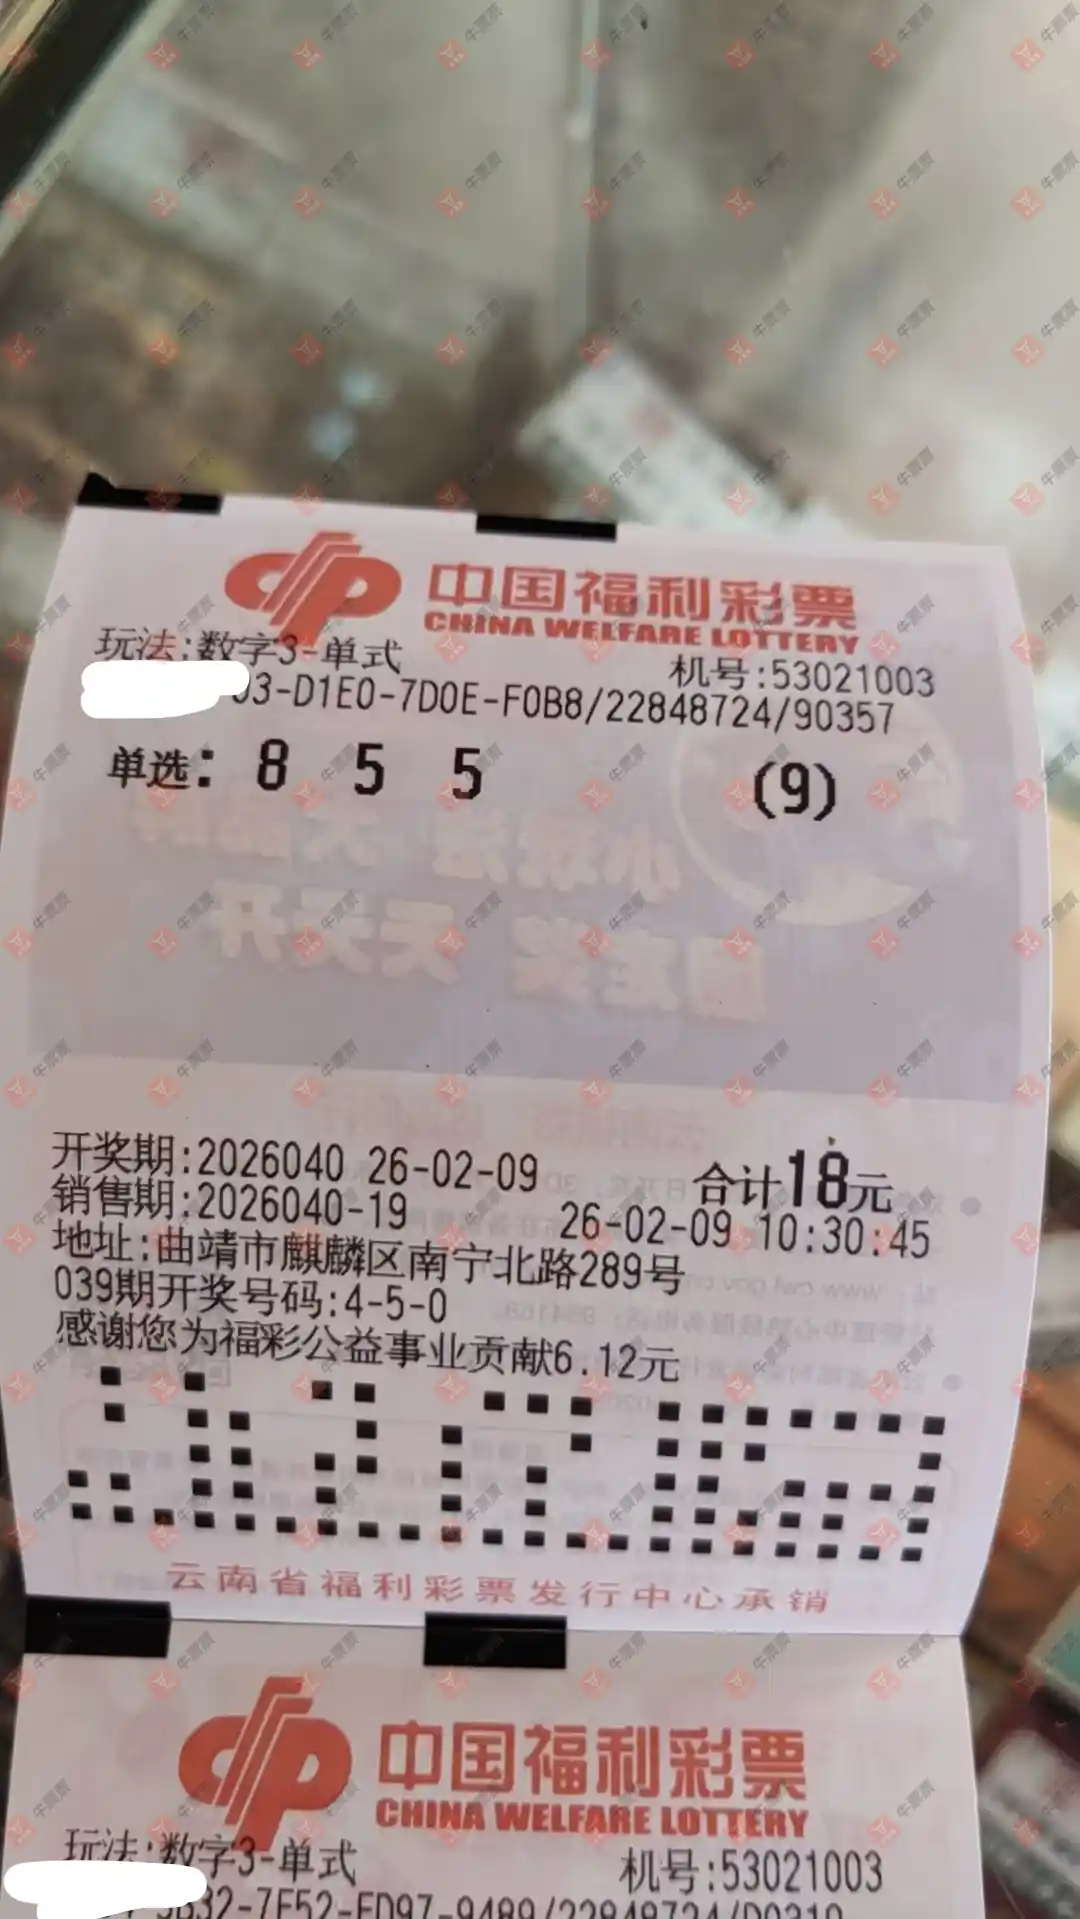 中国福利彩票
CHINA WELFARE LOTTERY
玩法:数字3-单式
机号:53021003
03-D1E0-7D0E-F0B8/22848724/90357
单选: 8 5 5 (9)
开奖期:2026040 26-02-09
合计18元
销售期:2026040-19
26-02-09 10:30:45
地址:曲靖市麒麟区南宁北路289号
039期开奖号码:4-5-0
感谢您为福彩公益事业贡献6.12元
云南省福利彩票发行中心承销
中国福利彩票
CHINA WELFARE LOTTERY
玩法:数字3-单式
机号:53021003
牛票票